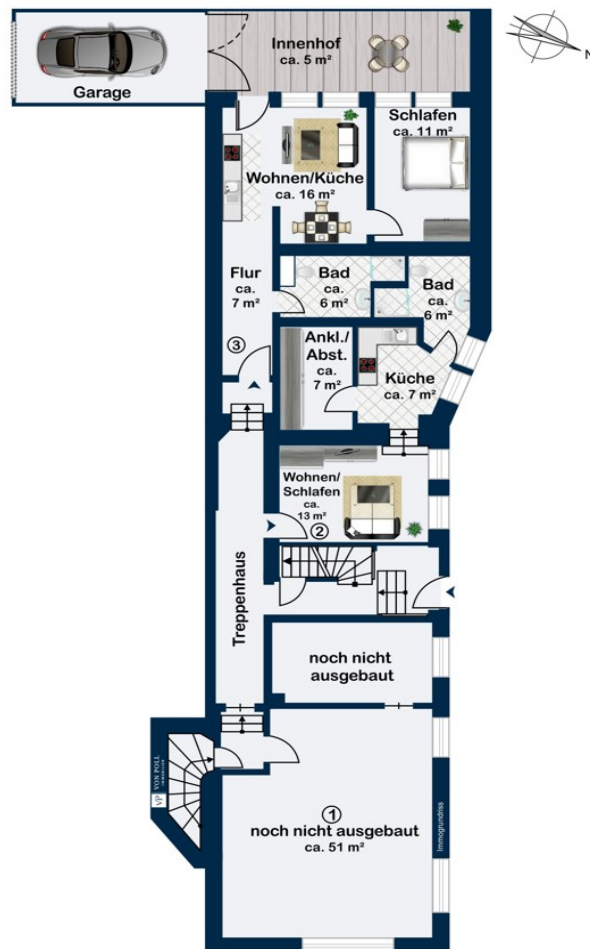 Innenhof
ca. 5 m²
Garage
N
Schlafen
ca. 11 m²
Wohnen/Küche
ca. 16 m²
Flur
ca.
7 m²
Bad
ca.
6 m²
Bad
ca.
6 m²
3
Ankl./
Abst.
ca.
7 m²
Küche
ca. 7 m²
Wohnen/
Schlafen
ca.
13 m²
2
Treppenhaus
noch nicht
ausgebaut
1
noch nicht ausgebaut
ca. 51 m²
VP VON POLL
IMMOBILIEN
Immogrundriss